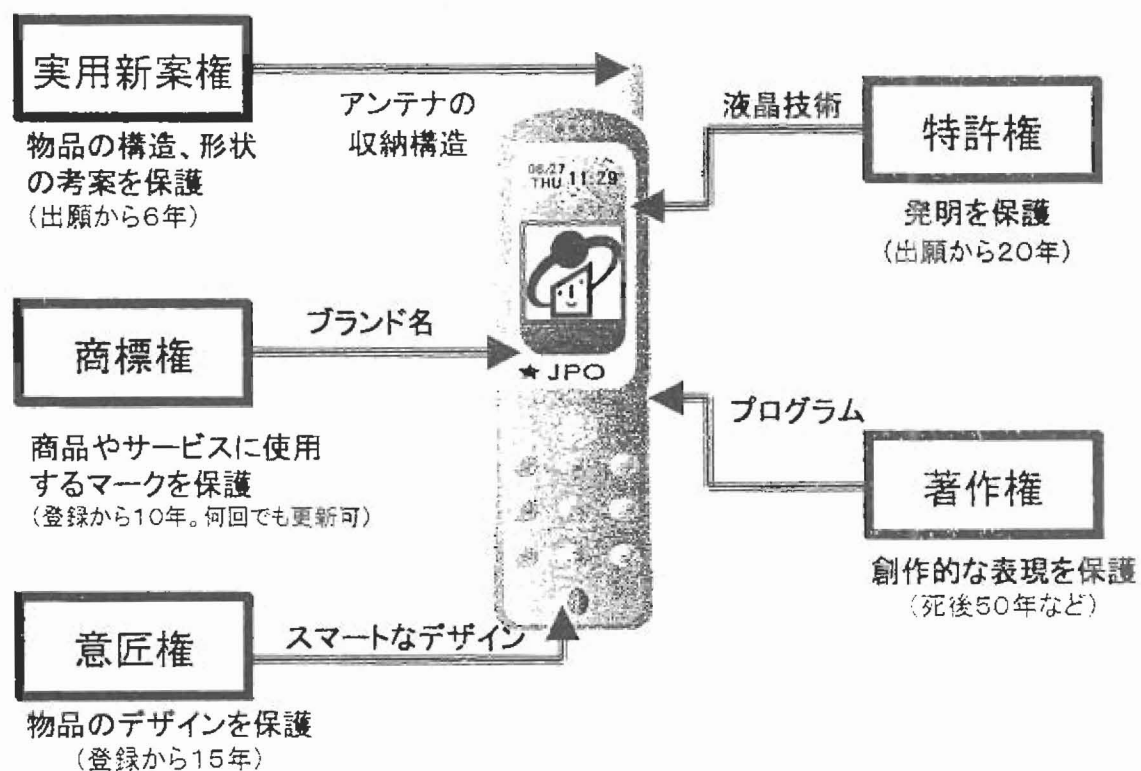 実用新案権
物品の構造、形状
の考案を保護
(出願から6年)
アンテナの
収納構造
液晶技術
特許権
発明を保護
(出願から20年)
06/27
THU 11:29
商標権
ブランド名
商品やサービスに使用
するマークを保護
(登録から10年。何回でも更新可)
★JPO
プログラム
著作権
創作的な表現を保護
(死後50年など)
意匠権
スマートなデザイン
物品のデザインを保護
(登録から15年)